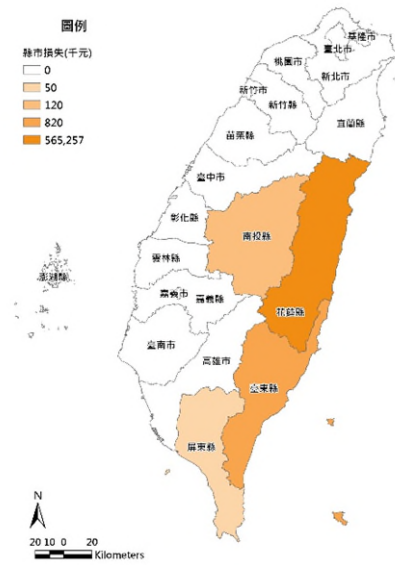 圖例
縣市損失(千元)
0
50
120
820
565,257
基隆市
臺北市
桃園市
新北市
新竹市
新竹縣
宜蘭縣
苗栗縣
臺中市
彰化縣
南投縣
雲林縣
澎湖縣
嘉義市
嘉義縣
花蓮縣
臺南市
高雄市
臺東縣
屏東縣
N
20 10 0 20
Kilometers